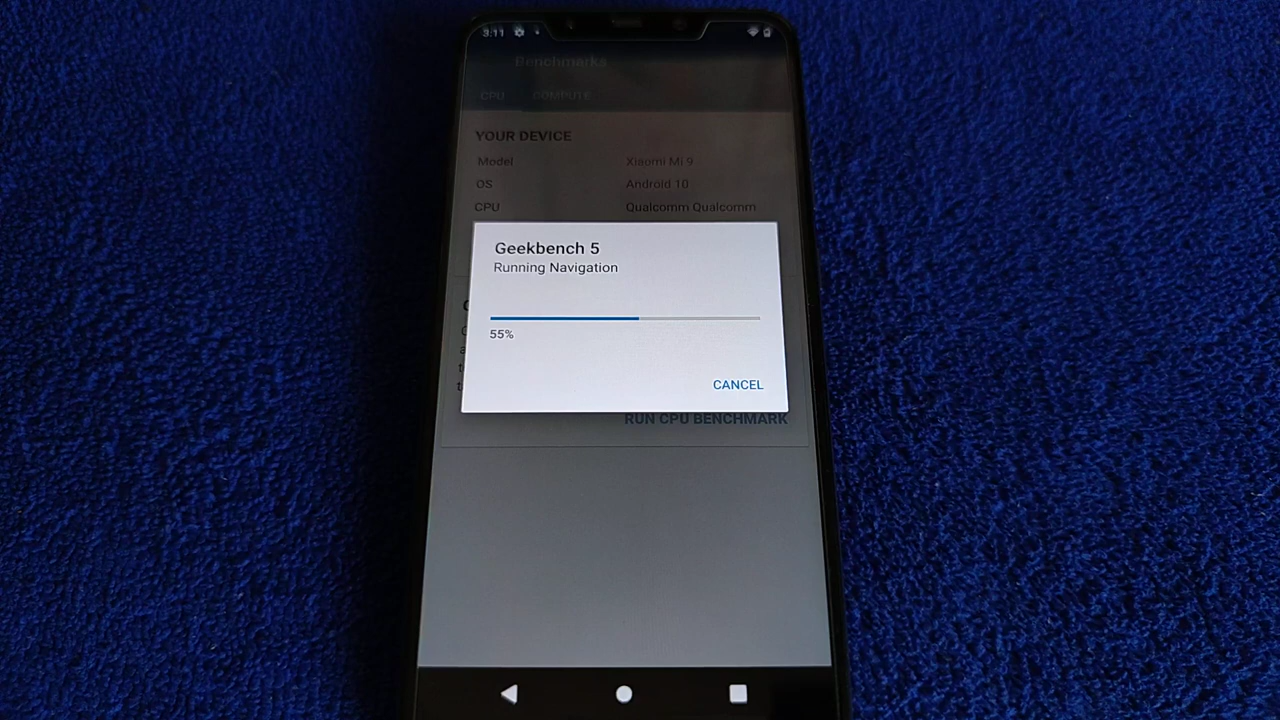 3:11
Benchmarks
CPU COMPUTE
YOUR DEVICE
Model Xiaomi Mi 9
OS Android 10
CPU Qualcomm Qualcomm
Geekbench 5
Running Navigation
55%
CANCEL
RUN CPU BENCHMARK